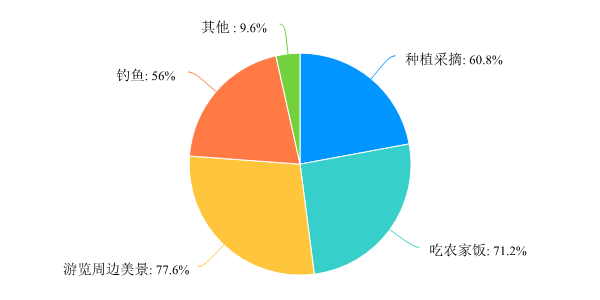 其他 : 9.6%
种植采摘: 60.8%
钓鱼: 56%
吃农家饭: 71.2%
游览周边美景: 77.6%